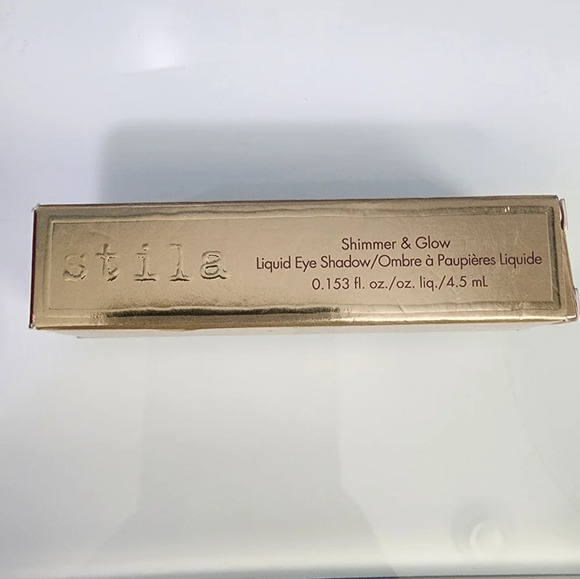 stila
Shimmer & Glow
Liquid Eye Shadow/Ombre à Paupières Liquide
0.153 fl. oz./oz. liq./4.5 mL